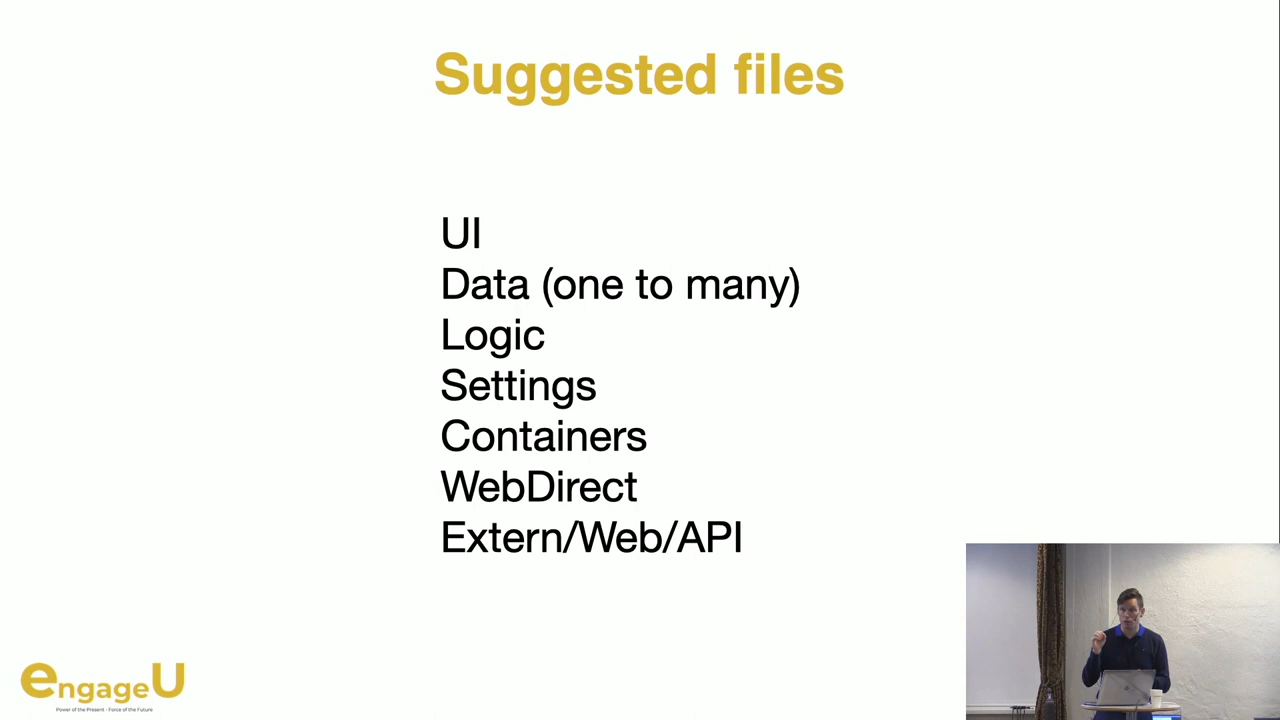 Suggested files
UI
Data (one to many)
Logic
Settings
Containers
WebDirect
Extern/Web/API
engageU
Power of the Present - Force of the Future